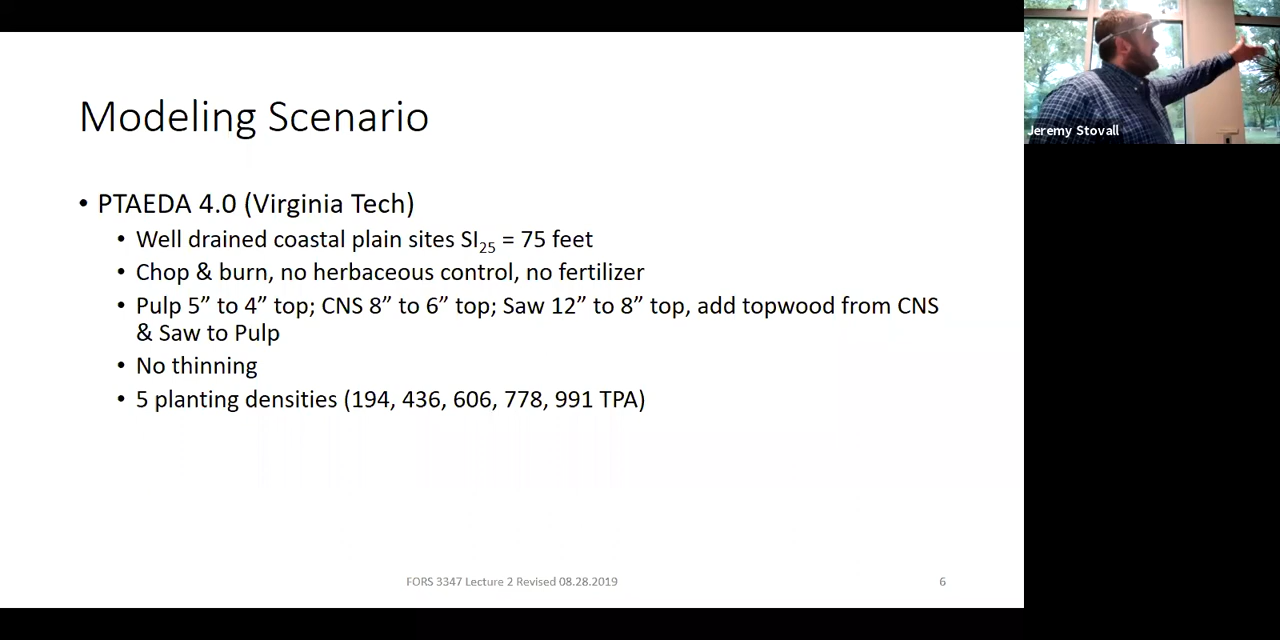 Modeling Scenario
• PTAEDA 4.0 (Virginia Tech)
• Well drained coastal plain sites SI25 = 75 feet
• Chop & burn, no herbaceous control, no fertilizer
• Pulp 5” to 4” top; CNS 8” to 6” top; Saw 12” to 8” top, add topwood from CNS
& Saw to Pulp
• No thinning
• 5 planting densities (194, 436, 606, 778, 991 TPA)
FORS 3347 Lecture 2 Revised 08.28.2019
6
Jeremy Stovall